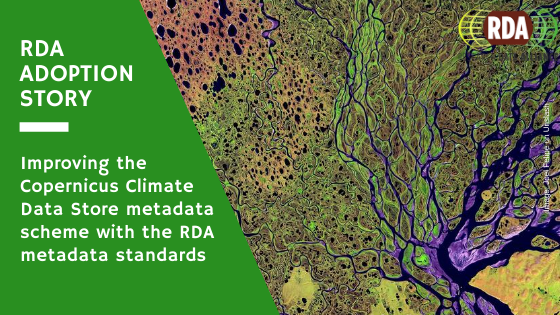 RDA
ADOPTION
STORY
Improving the
Copernicus Climate
Data Store metadata
scheme with the RDA
metadata standards
RDA